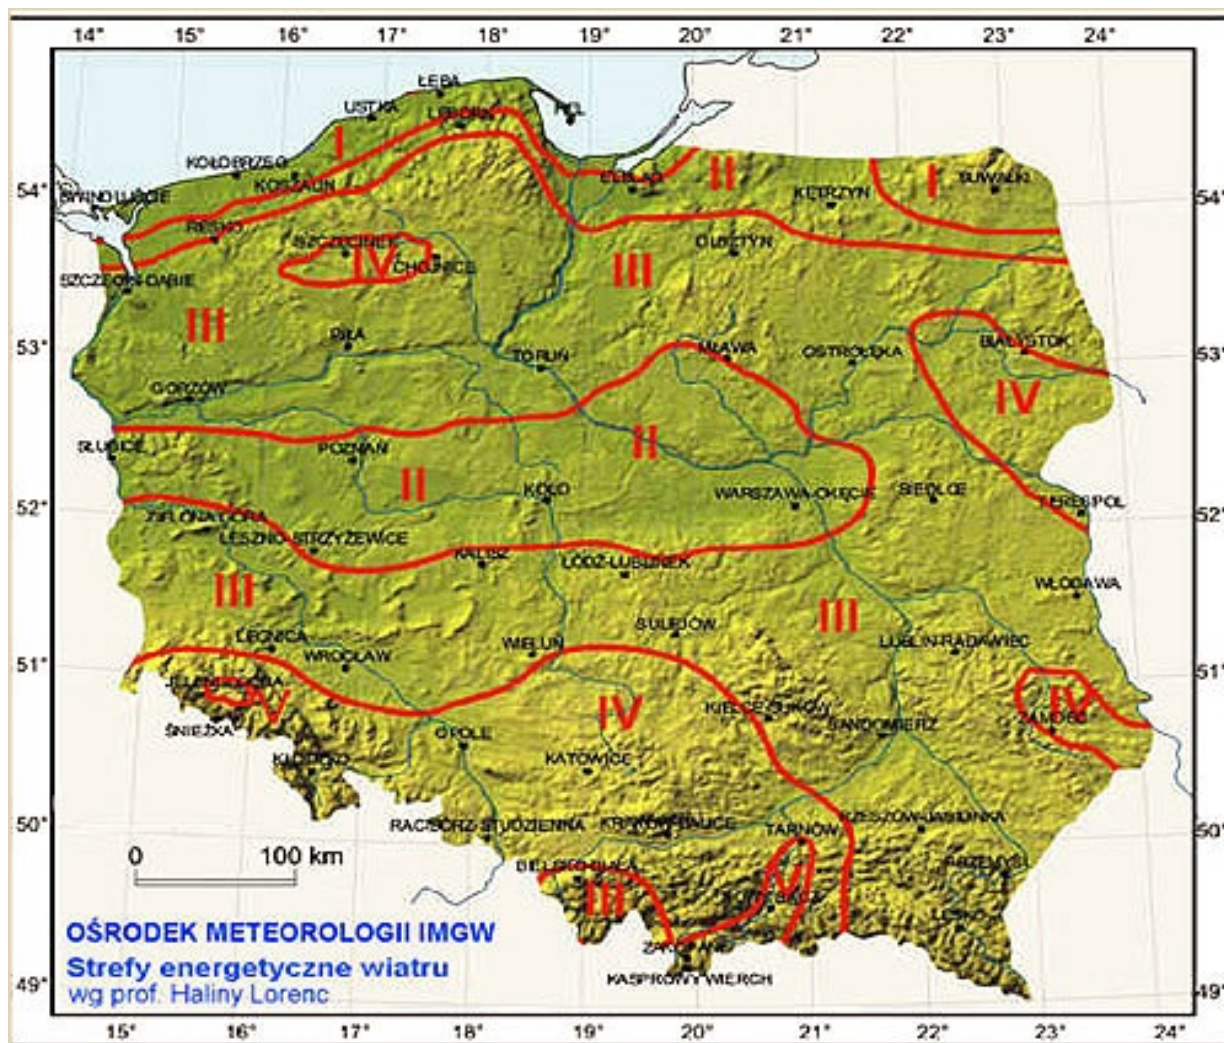 14° 15° 16° 17° 18° 19° 20° 21° 22° 23° 24°
ŁEBA
USTKA
HEL
LĘBORK
I
KOŁOBRZEG
KOSZALIN
ELBLĄG
II
KĘTRZYN
I
SUWAŁKI
54°
54°
ŚWINOUJŚCIE
RESKO
SZCZECINEK
IV
CHOJNICE
OLSZTYN
III
SZCZECIN-DĄBIE
III
PIŁA
53°
TORUŃ
MŁAWA
OSTROŁĘKA
BIAŁYSTOK
53°
GORZÓW
IV
SŁUBICE
POZNAŃ
II
II
KOŁO
WARSZAWA-OKĘCIE
SIEDLCE
TERESPOL
52°
52°
ZIELONA GÓRA
LESZNO-STRZYŻEWICE
KALISZ
ŁÓDŹ-LUBLINEK
III
WŁODAWA
III
SULEJÓW
LEGNICA
WIELUŃ
LUBLIN-RADAWIEC
51°
WROCŁAW
51°
JELENIA GÓRA
V
IV
KIELCE-SUKÓW
IV
ZAMOŚĆ
ŚNIEŻKA
SANDOMIERZ
OPOLE
KŁODZKO
KATOWICE
50°
RACIBÓRZ-STUDZIENNA
KRAKÓW-BALICE
TARNÓW
RZESZÓW-JASIONKA
50°
0 100 km
BIELSKO-BIAŁA
III
V
PRZEMYŚL
LESKO
OŚRODEK METEOROLOGII IMGW
ZAKOPANE
Strefy energetyczne wiatru
KASPROWY WIERCH
wg prof. Haliny Lorenc
49°
49°
15° 16° 17° 18° 19° 20° 21° 22° 23° 24°